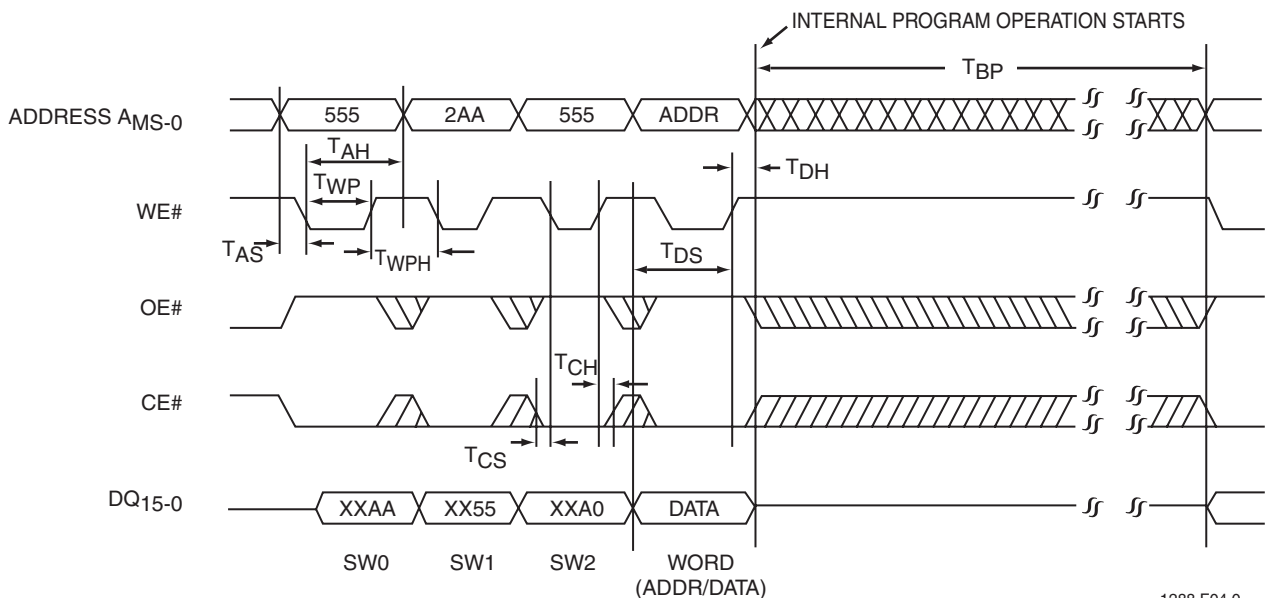 INTERNAL PROGRAM OPERATION STARTS
TBP
ADDRESS AMS-0
555
2AA
555
ADDR
TAH
TDH
TWP
WE#
TAS
TWPH
TDS
OE#
TCH
CE#
TCS
DQ15-0
XXAA
XX55
XXA0
DATA
SW0
SW1
SW2
WORD
(ADDR/DATA)